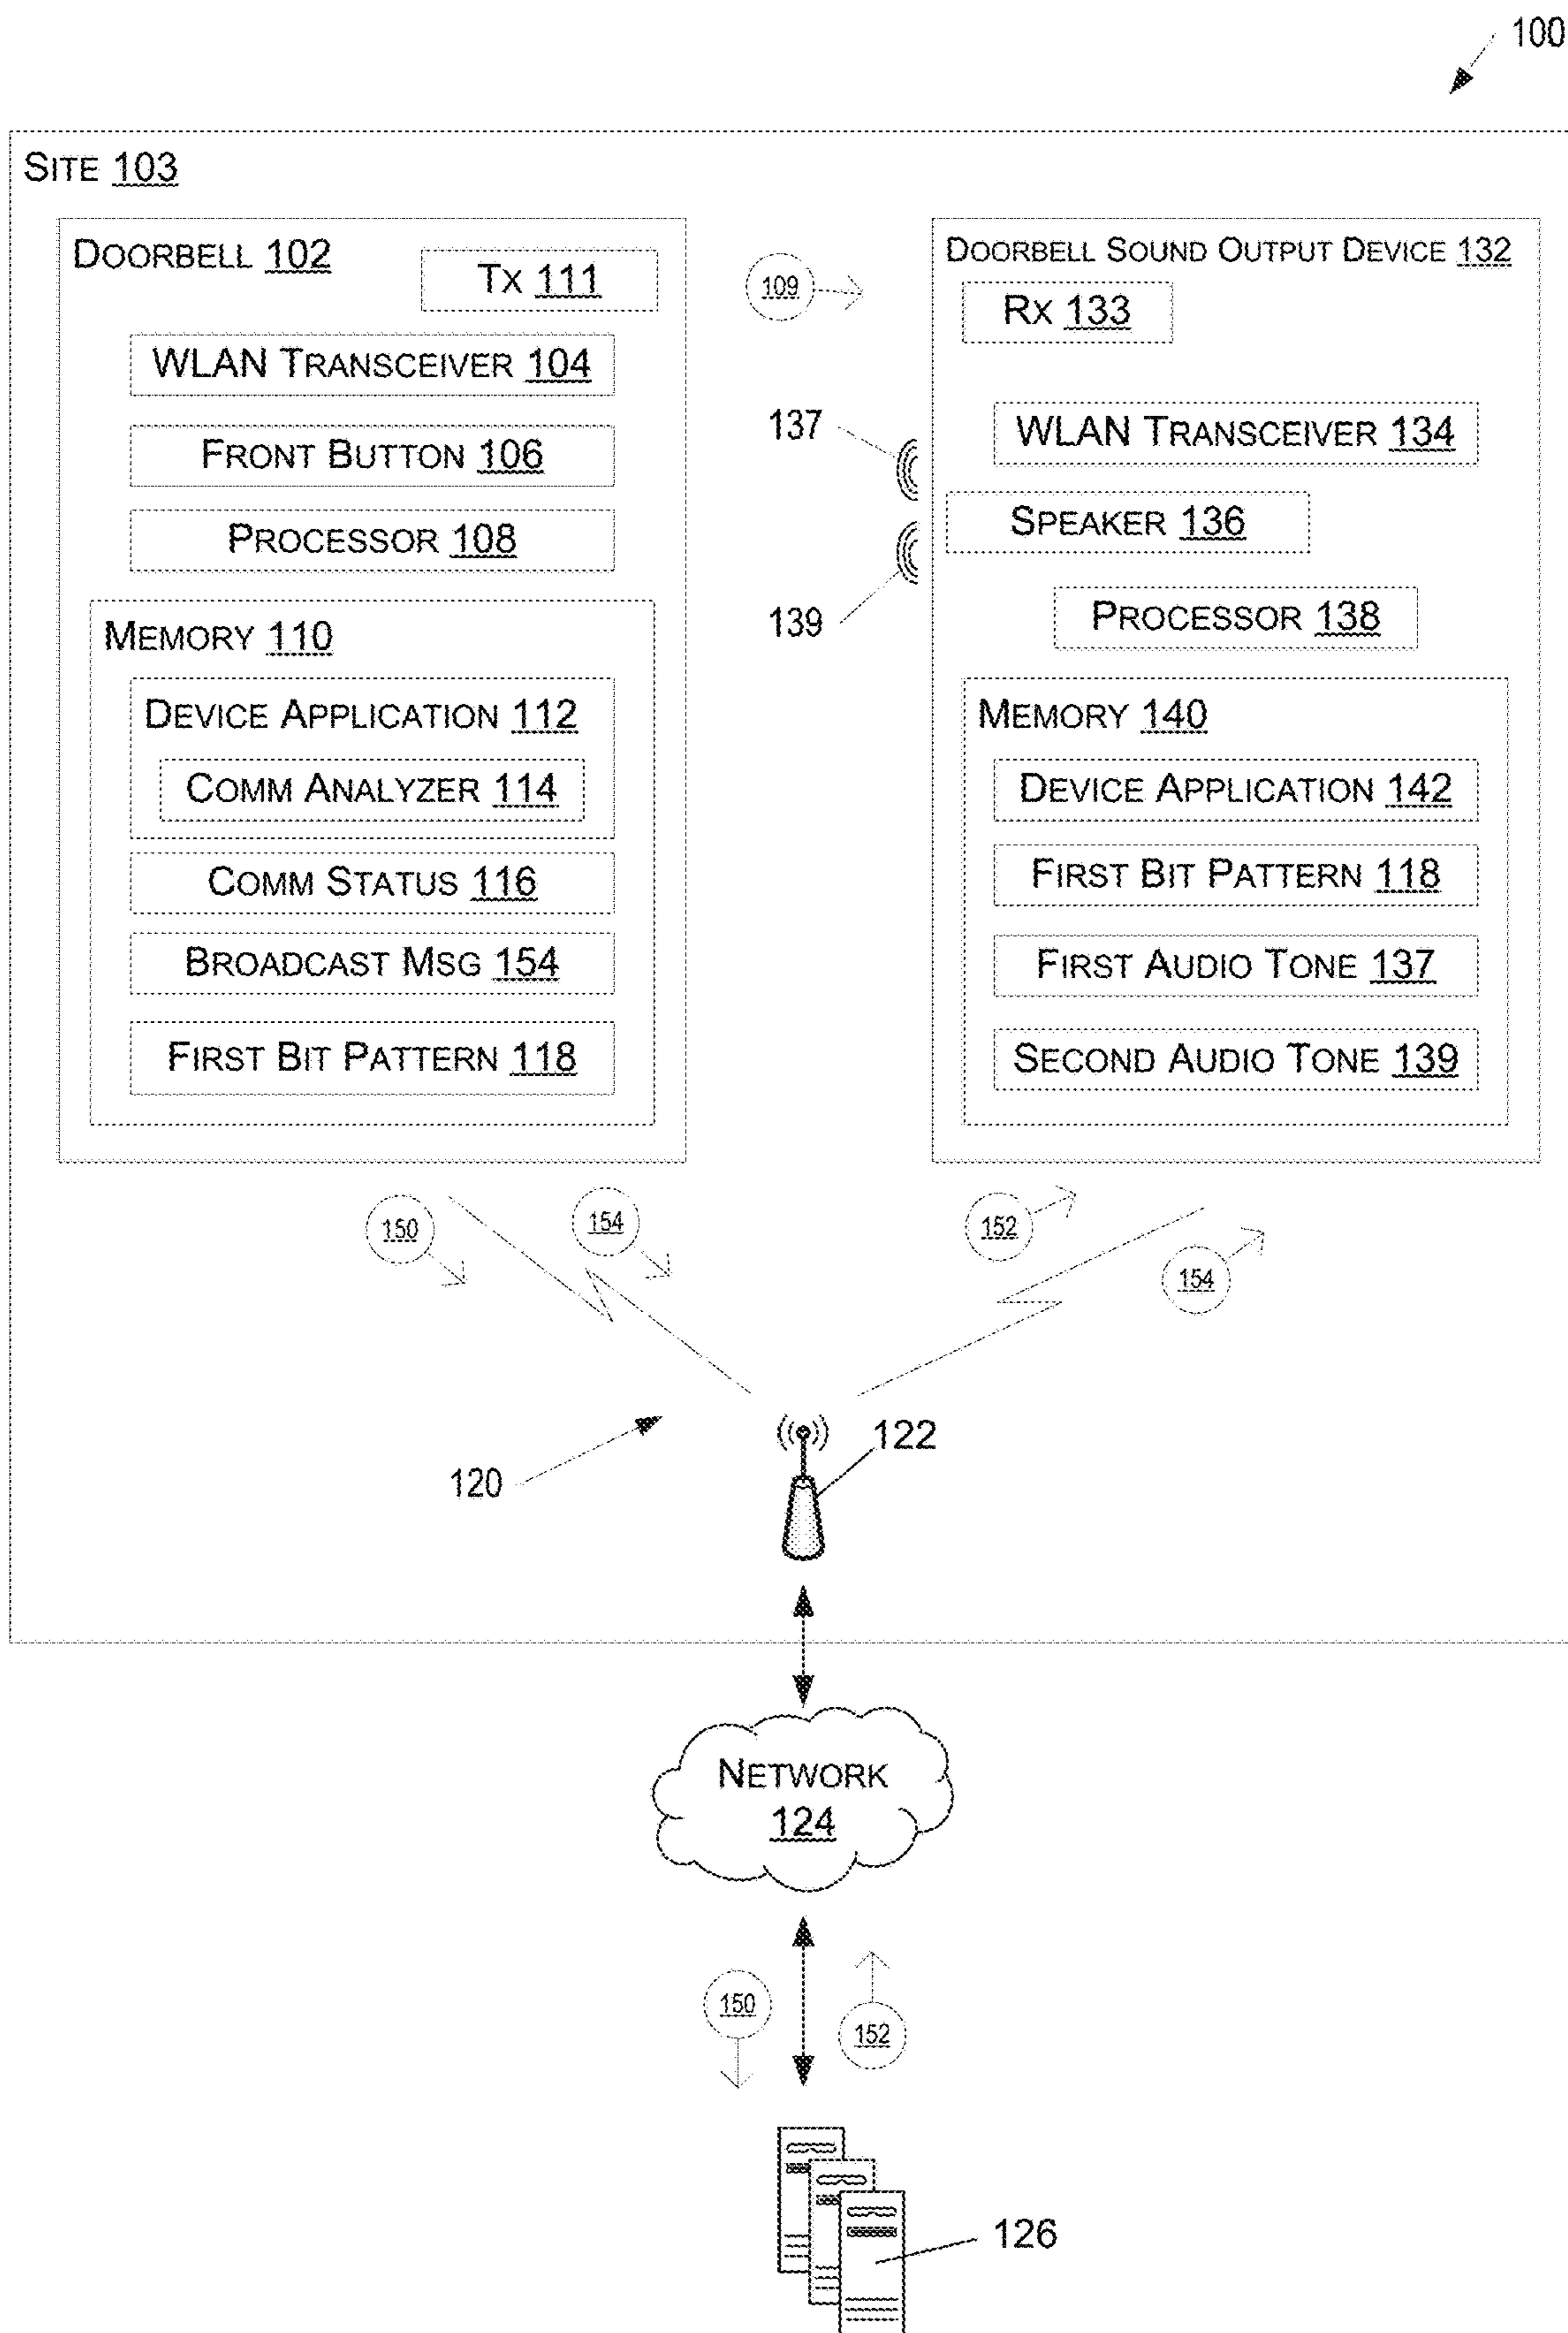 100
SITE 103
DOORBELL 102
TX 111
WLAN TRANSCEIVER 104
FRONT BUTTON 106
PROCESSOR 108
MEMORY 110
DEVICE APPLICATION 112
COMM ANALYZER 114
COMM STATUS 116
BROADCAST MSG 154
FIRST BIT PATTERN 118
109
137
139
DOORBELL SOUND OUTPUT DEVICE 132
RX 133
WLAN TRANSCEIVER 134
SPEAKER 136
PROCESSOR 138
MEMORY 140
DEVICE APPLICATION 142
FIRST BIT PATTERN 118
FIRST AUDIO TONE 137
SECOND AUDIO TONE 139
150
154
152
154
120
122
NETWORK
124
150
152
126